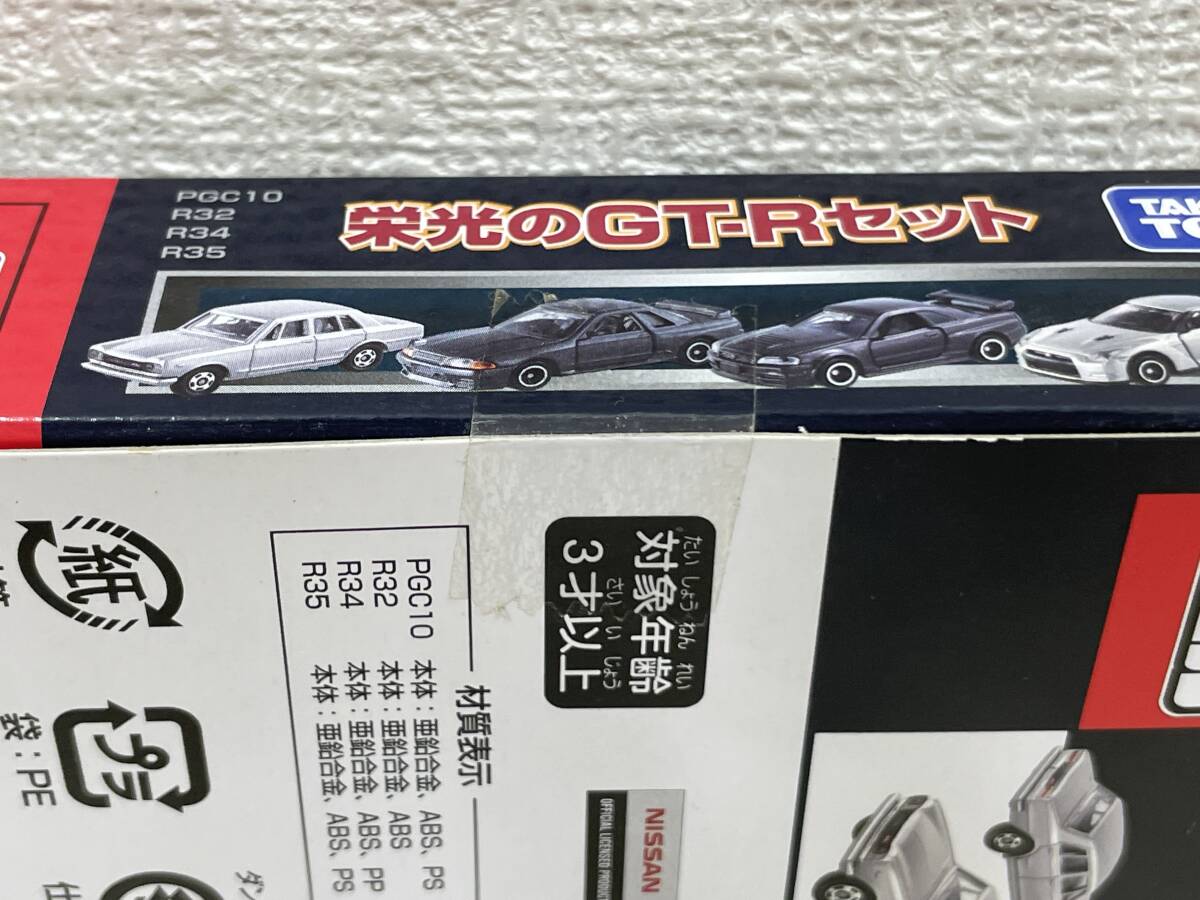 PGC10
R32
R34
R35
栄光のGT-Rセット
対象年齢
たいしょうねんれい
3才以上
さいいじょう
材質表示
PGC10 本体：亜鉛合金、ABS、PS
R32 本体：亜鉛合金、ABS
R34 本体：亜鉛合金、ABS、PP
R35 本体：亜鉛合金、ABS、PS
紙
プラ
袋：PE
NISSAN
OFFICIAL LICENSED PRODUCT